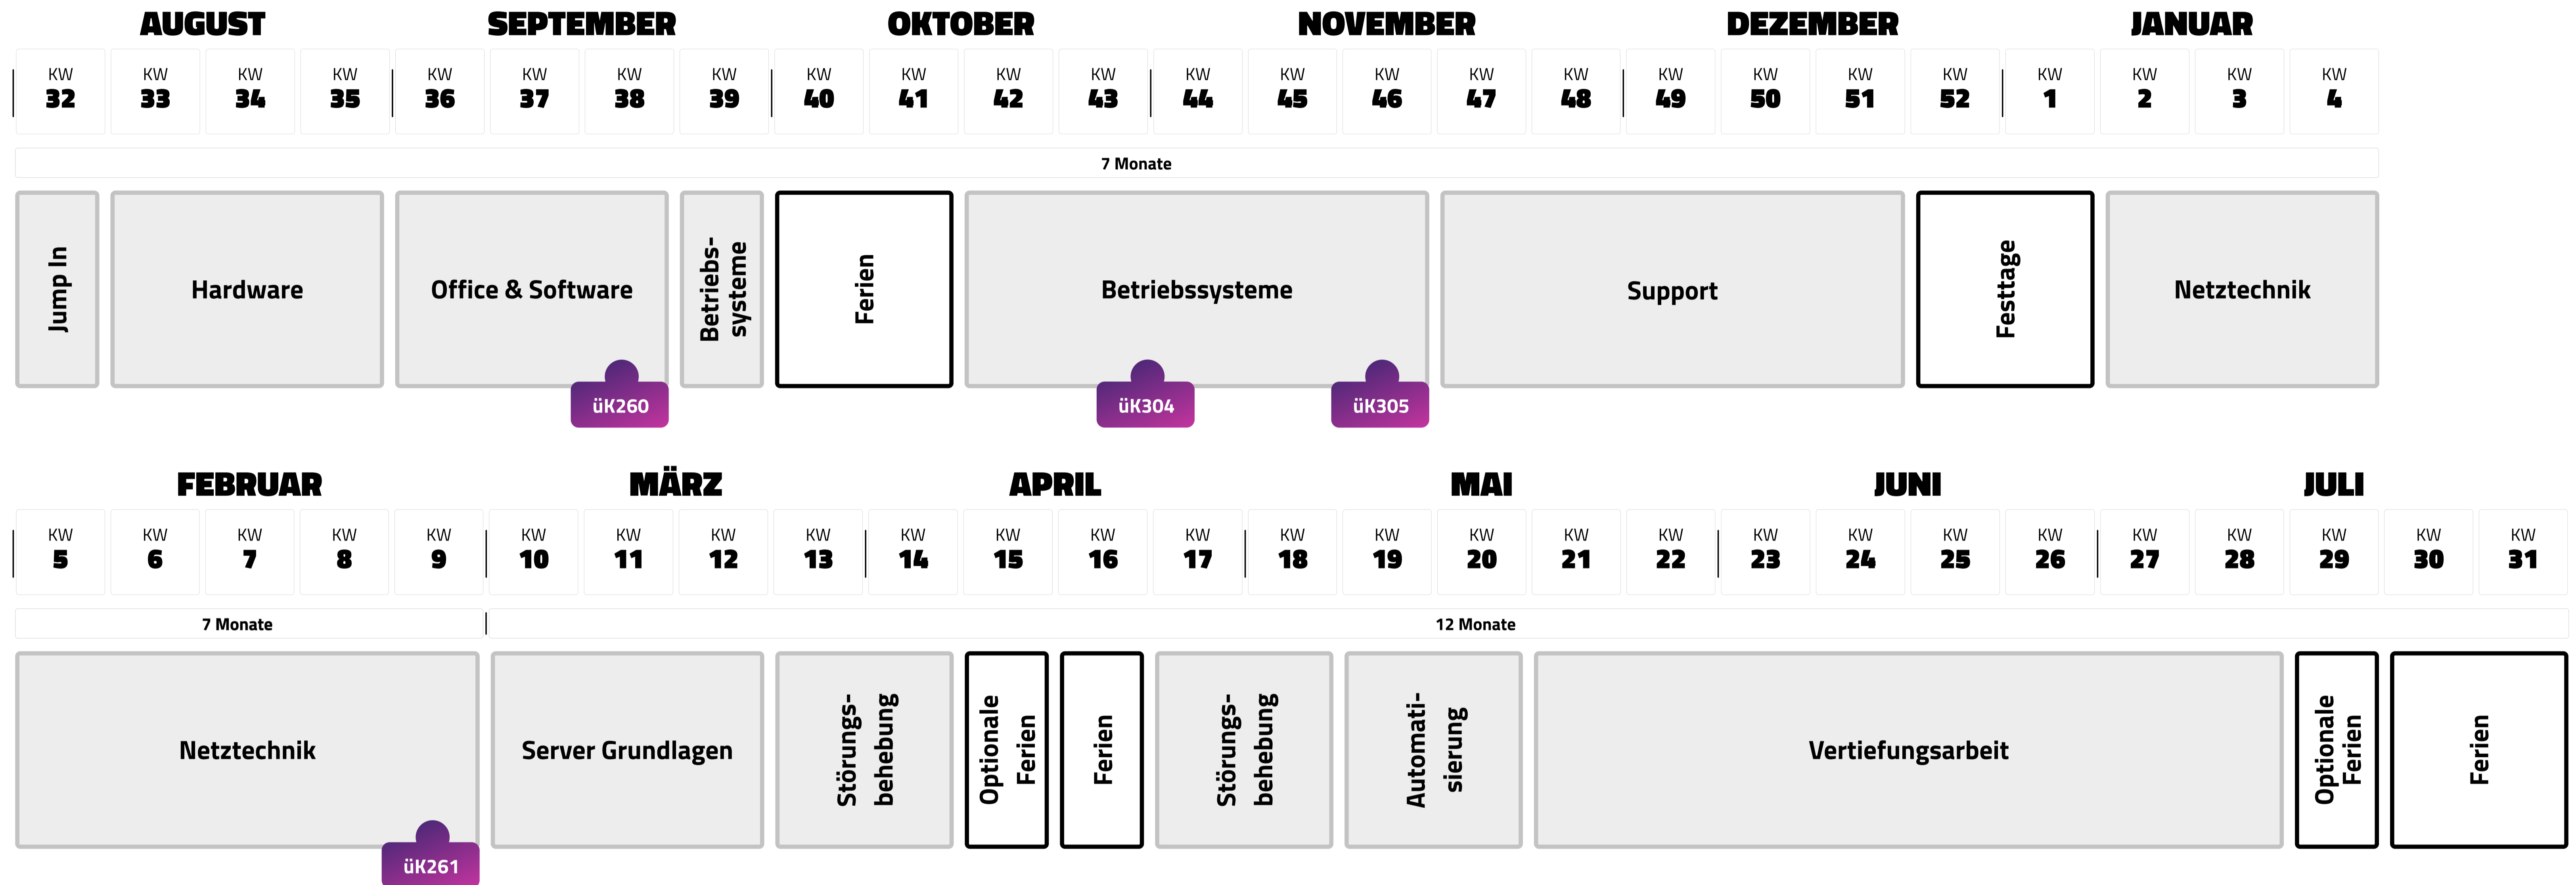 AUGUST SEPTEMBER OKTOBER NOVEMBER DEZEMBER JANUAR
KW KW KW KW KW KW KW KW KW KW KW KW KW KW KW KW KW KW KW KW KW KW KW KW KW
32 33 34 35 36 37 38 39 40 41 42 43 44 45 46 47 48 49 50 51 52 1 2 3 4
7 Monate
Jump In
Hardware
Office & Software
Betriebs-
systeme
Ferien
Betriebssysteme
Support
Festtage
Netztechnik
üK260
üK304
üK305
FEBRUAR MÄRZ APRIL MAI JUNI JULI
KW KW KW KW KW KW KW KW KW KW KW KW KW KW KW KW KW KW KW KW KW KW KW KW KW KW KW
5 6 7 8 9 10 11 12 13 14 15 16 17 18 19 20 21 22 23 24 25 26 27 28 29 30 31
7 Monate 12 Monate
Netztechnik
Server Grundlagen
Störungs-
behebung
Optionale
Ferien
Ferien
Störungs-
behebung
Automati-
sierung
Vertiefungsarbeit
Optionale
Ferien
Ferien
üK261